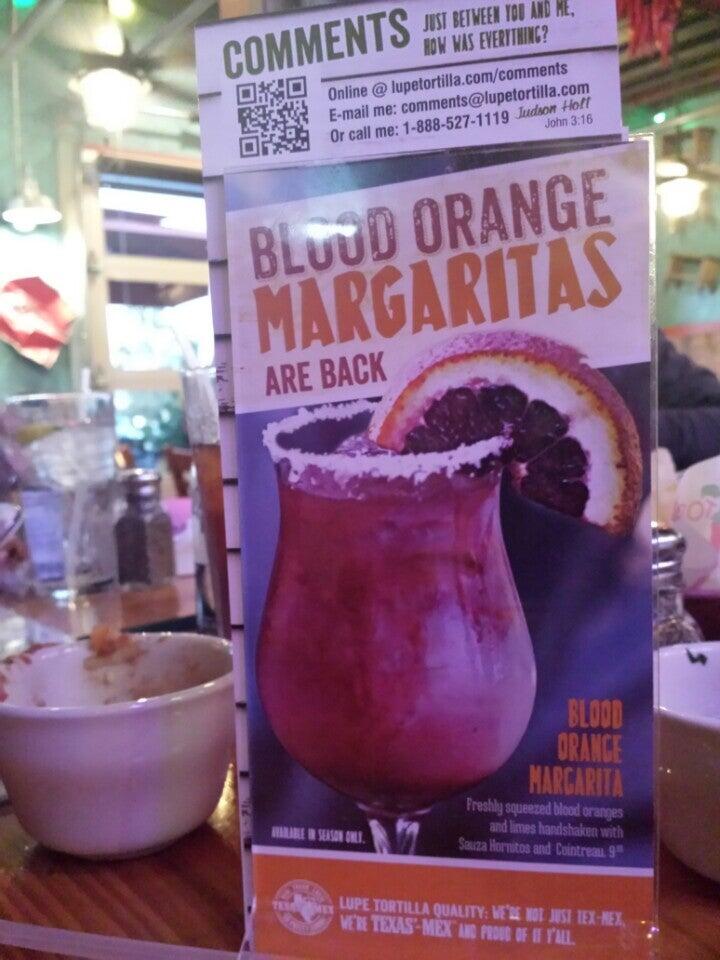 COMMENTS
JUST BETWEEN YOU AND ME,
HOW WAS EVERYTHING?
Online @ lupetortilla.com/comments
E-mail me: comments@lupetortilla.com
Or call me: 1-888-527-1119 Judson Holt
John 3:16
BLOOD ORANGE
MARGARITAS
ARE BACK
BLOOD
ORANGE
MARGARITA
Freshly squeezed blood oranges
and limes handshaken with
Sauza Hornitos and Cointreau.
AVAILABLE IN SEASON ONLY.
TEXAS MEX
LUPE TORTILLA QUALITY: WE'RE NOT JUST TEX-MEX,
WE'RE TEXAS-MEX AND PROUD OF IT Y'ALL.